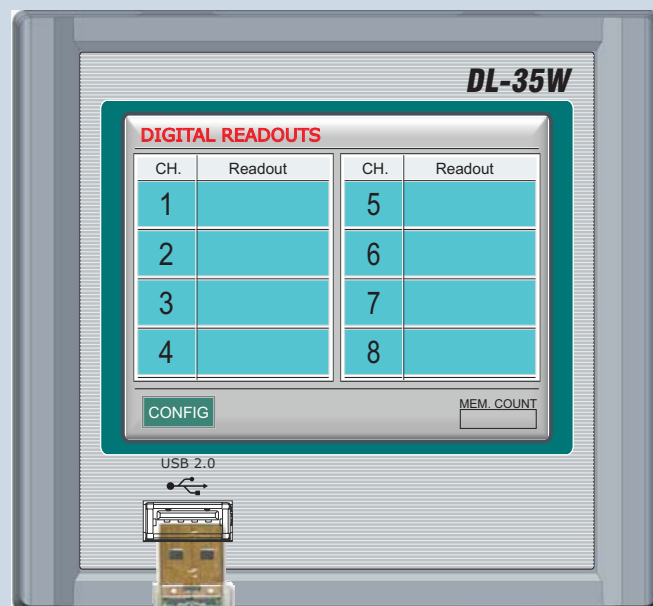 DL-35W
DIGITAL READOUTS
CH. Readout CH. Readout
1 5
2 6
3 7
4 8
CONFIG MEM. COUNT
USB 2.0